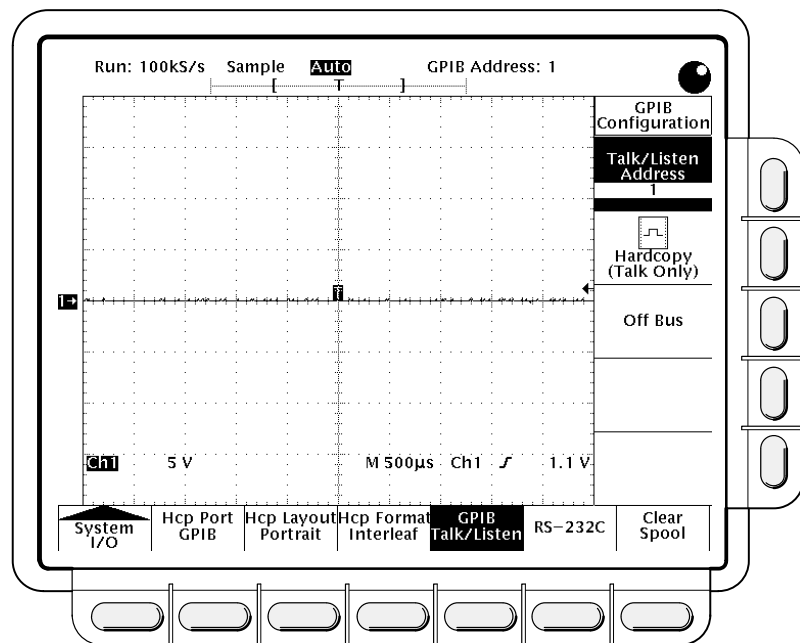 Run: 100kS/s Sample Auto GPIB Address: 1
[ T ]
GPIB
Configuration
Talk/Listen
Address
1
Hardcopy
(Talk Only)
T
1→
Off Bus
Ch1 5 V M 500µs Ch1 1.1 V
System
I/O
Hcp Port
GPIB
Hcp Layout
Portrait
Hcp Format
Interleaf
GPIB
Talk/Listen
RS-232C
Clear
Spool